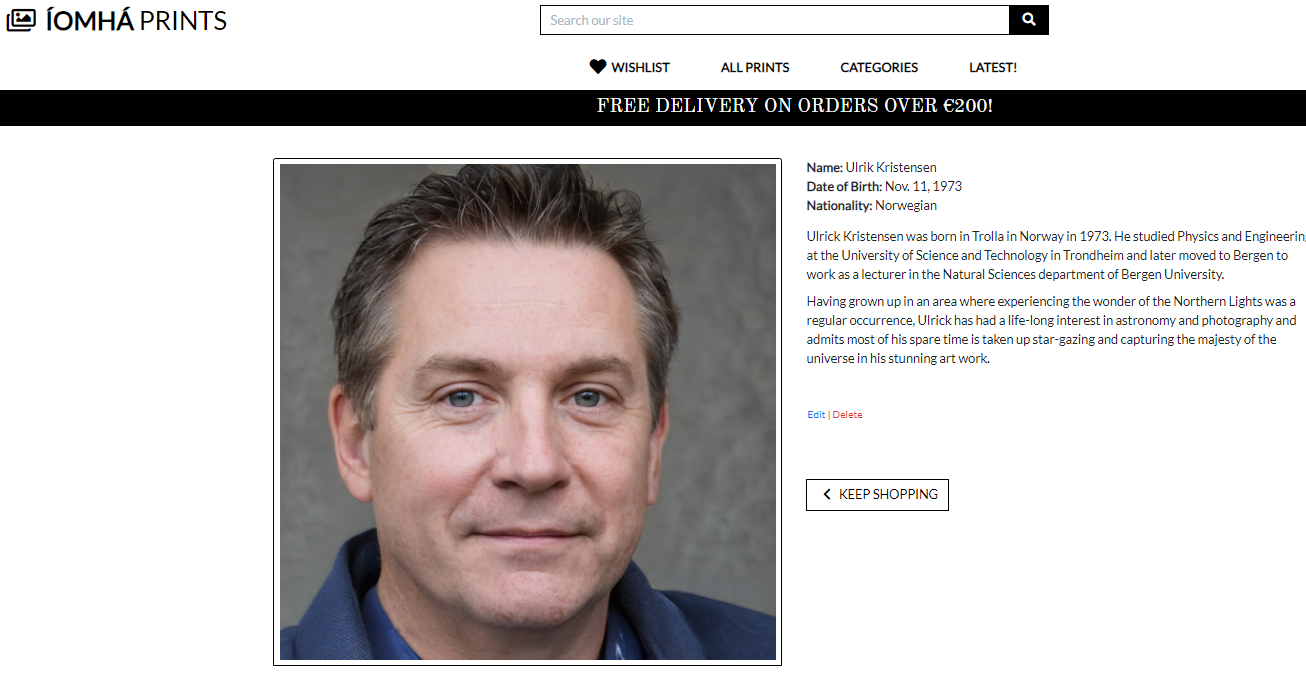 ÍOMHÁ PRINTS
Search our site
WISHLIST
ALL PRINTS
CATEGORIES
LATEST!
FREE DELIVERY ON ORDERS OVER €200!
Name: Ulrik Kristensen
Date of Birth: Nov. 11, 1973
Nationality: Norwegian
Ulrick Kristensen was born in Trolla in Norway in 1973. He studied Physics and Engineerin
at the University of Science and Technology in Trondheim and later moved to Bergen to
work as a lecturer in the Natural Sciences department of Bergen University.
Having grown up in an area where experiencing the wonder of the Northern Lights was a
regular occurrence, Ulrick has had a life-long interest in astronomy and photography and
admits most of his spare time is taken up star-gazing and capturing the majesty of the
universe in his stunning art work.
Edit | Delete
KEEP SHOPPING